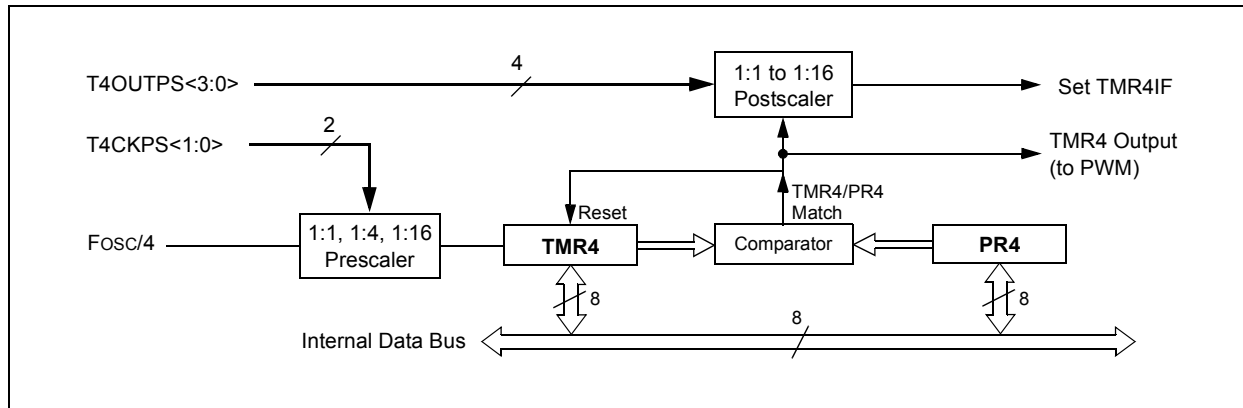 T4OUTPS<3:0>
4
1:1 to 1:16
Postscaler
Set TMR4IF
T4CKPS<1:0>
2
TMR4 Output
(to PWM)
TMR4/PR4
Match
Reset
FOSC/4
1:1, 1:4, 1:16
Prescaler
TMR4
Comparator
PR4
8
8
8
Internal Data Bus